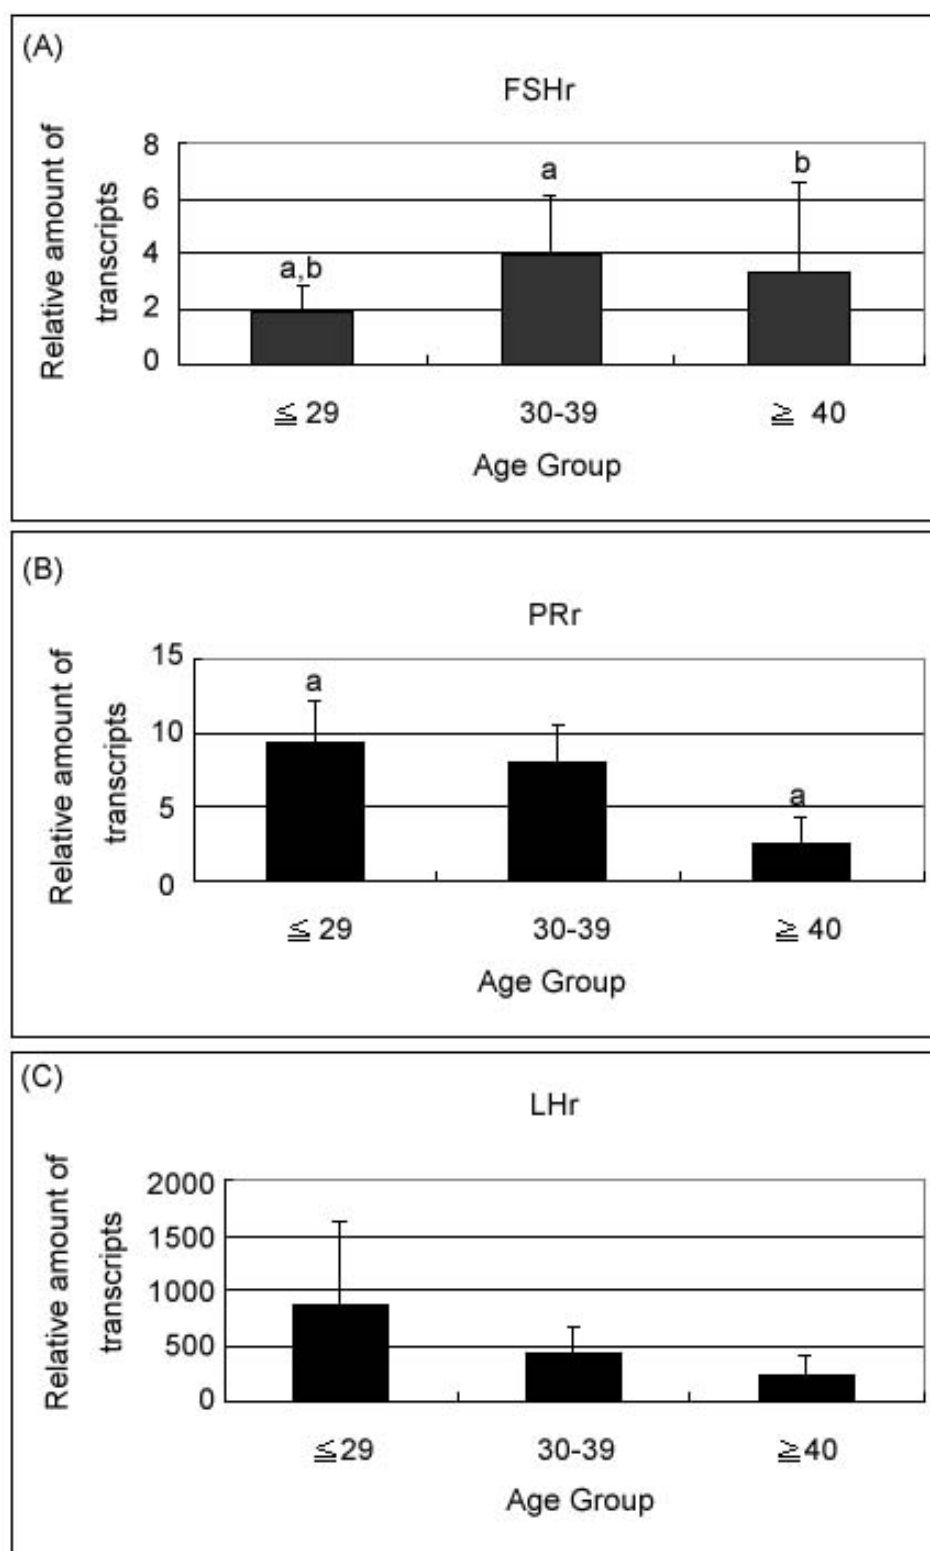 (A)
FSHr
Relative amount of
transcripts
8
6
4
2
0
a,b
a
b
≦ 29
30-39
≧ 40
Age Group
(B)
PRr
Relative amount of
transcripts
15
10
5
0
a
a
≦ 29
30-39
≧ 40
Age Group
(C)
LHr
Relative amount of
transcripts
2000
1500
1000
500
0
≦29
30-39
≧40
Age Group